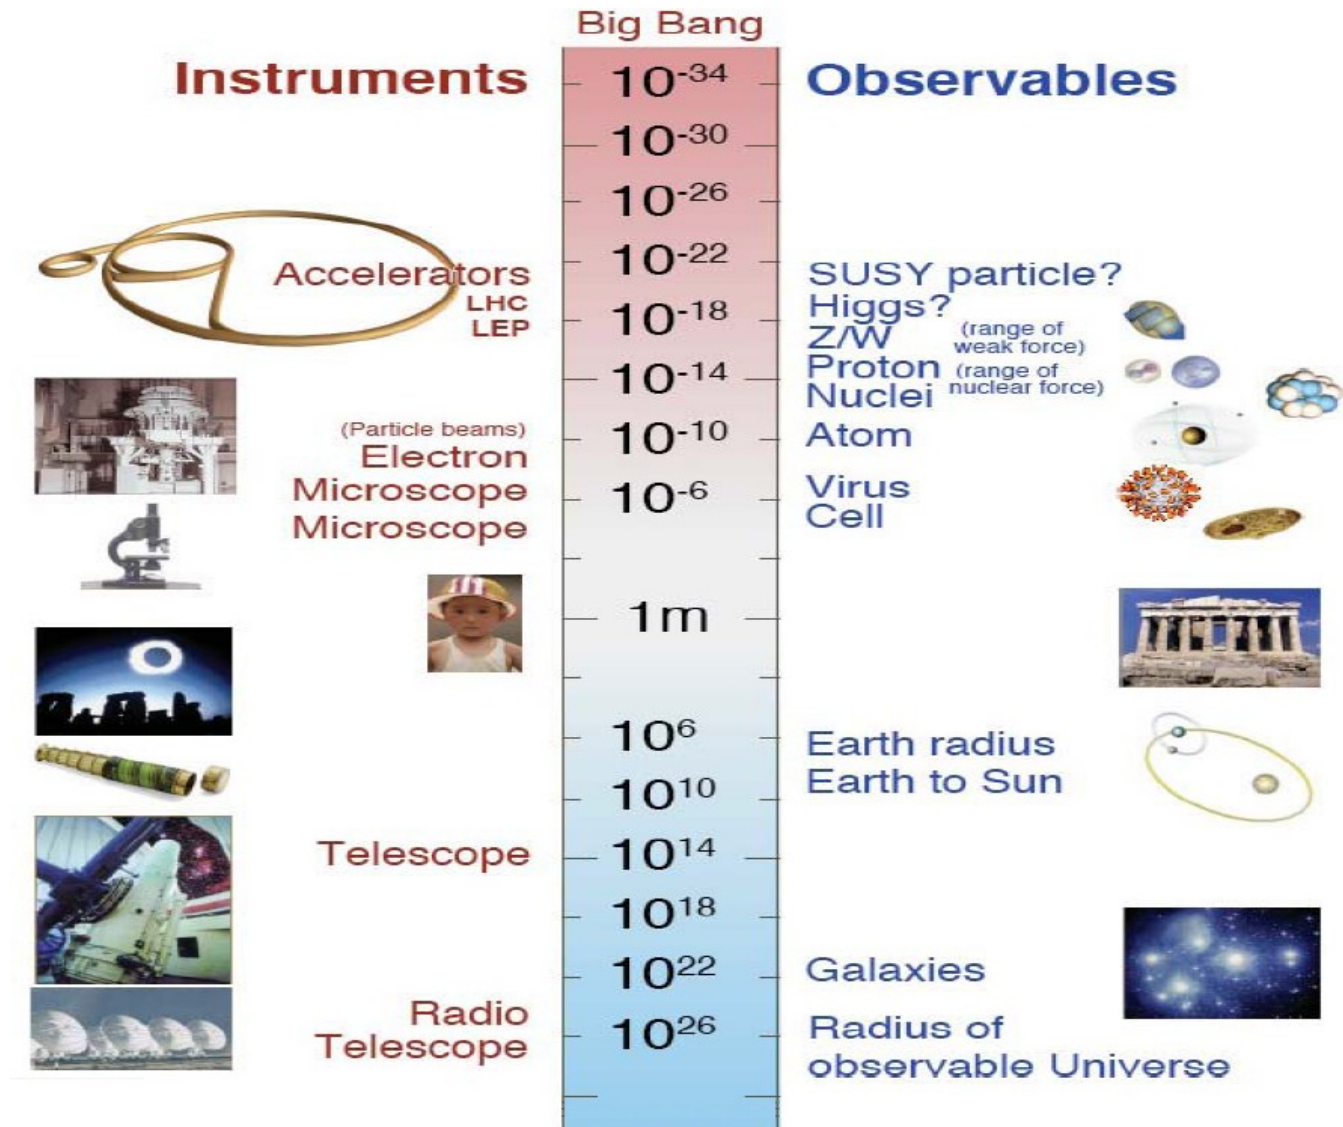 Big Bang
Instruments
Observables
10⁻³⁴
10⁻³⁰
10⁻²⁶
10⁻²²
10⁻¹⁸
10⁻¹⁴
10⁻¹⁰
10⁻⁶
1m
10⁶
10¹⁰
10¹⁴
10¹⁸
10²²
10²⁶
Accelerators
LHC
LEP
(Particle beams)
Electron
Microscope
Microscope
Telescope
Radio
Telescope
SUSY particle?
Higgs?
Z/W (range of
weak force)
Proton (range of
Nuclei nuclear force)
Atom
Virus
Cell
Earth radius
Earth to Sun
Galaxies
Radius of
observable Universe